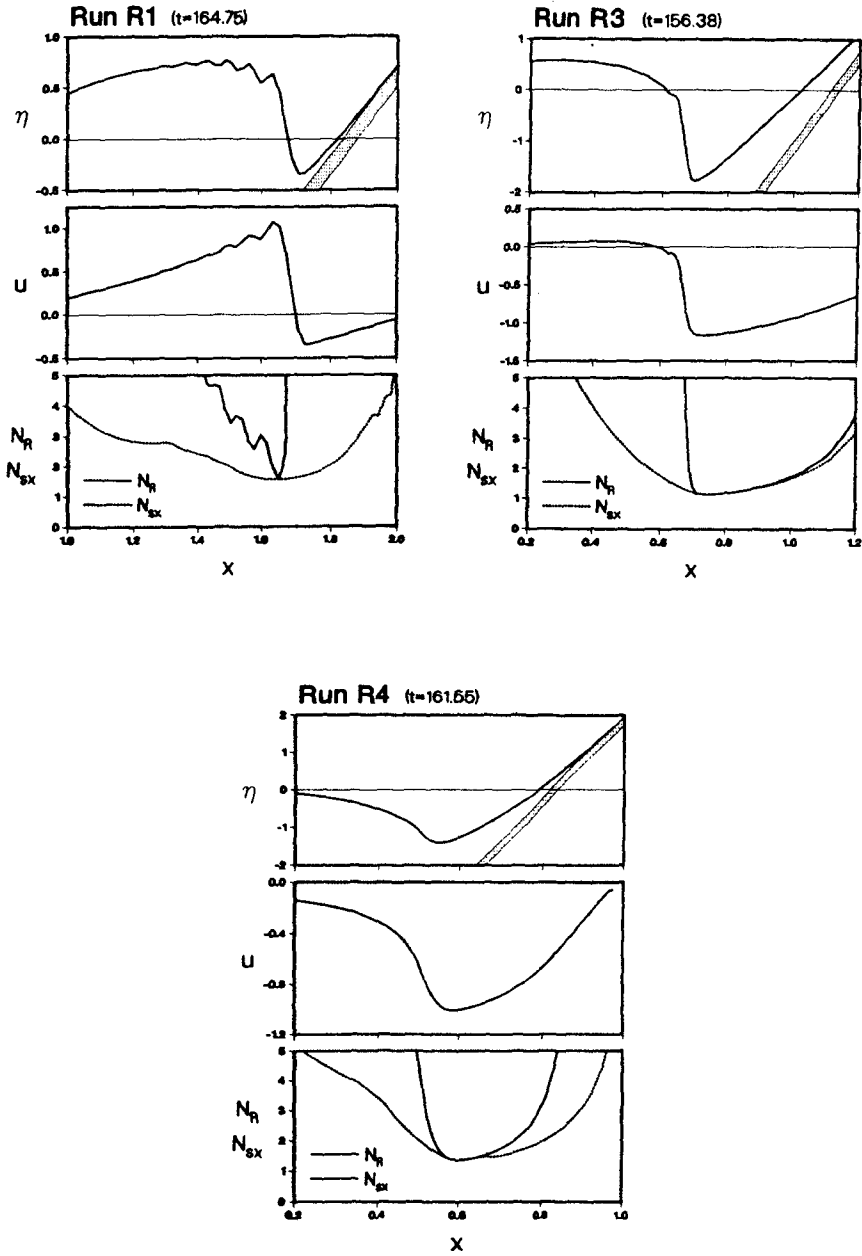 Run R1 (t=164.75)
1.0
0.5
η
0.0
-0.5
1.0
0.5
u
0.0
-0.5
5
4
N_R
3
N_sx
2
N_R
1
N_sx
0
1.0
1.2
1.4
1.6
1.8
2.0
x
Run R3 (t=156.38)
1
0
η
-1
-2
0.5
0.0
u
-0.5
-1.0
-1.5
5
4
N_R
3
N_sx
2
N_R
1
N_sx
0
0.2
0.4
0.6
0.8
1.0
1.2
x
Run R4 (t=161.65)
2
1
η
0
-1
-2
0.0
-0.4
u
-0.8
-1.2
5
4
N_R
3
N_sx
2
N_R
1
N_sx
0
0.2
0.4
0.6
0.8
1.0
x